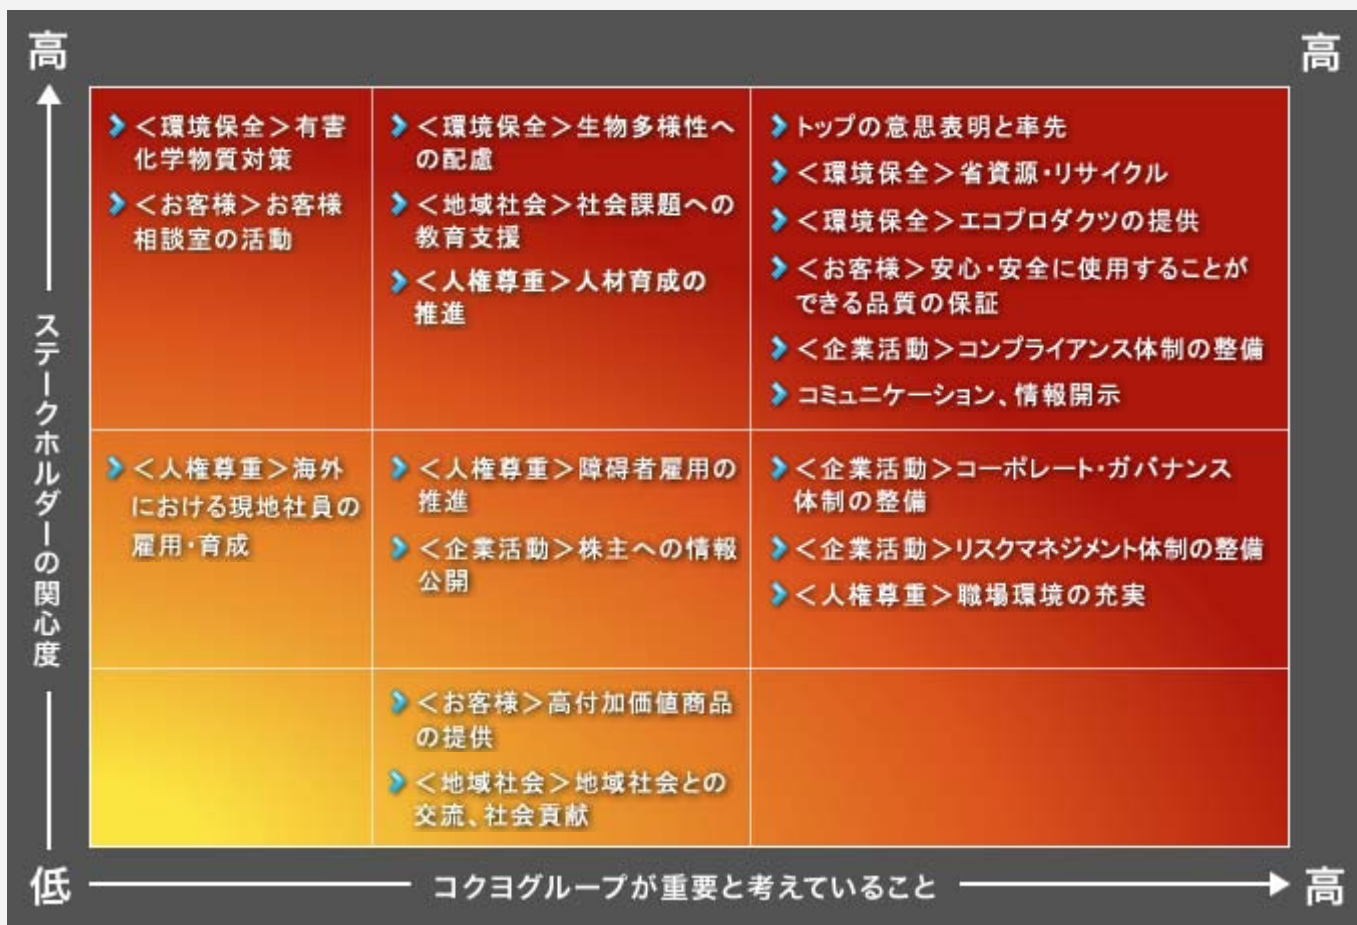 高
高
＜環境保全＞有害
化学物質対策
＜お客様＞お客様
相談室の活動
＜環境保全＞生物多様性へ
の配慮
＜地域社会＞社会課題への
教育支援
＜人権尊重＞人材育成の
推進
トップの意思表明と率先
＜環境保全＞省資源・リサイクル
＜環境保全＞エコプロダクツの提供
＜お客様＞安心・安全に使用することが
できる品質の保証
＜企業活動＞コンプライアンス体制の整備
コミュニケーション、情報開示
ステークホルダーの関心度
＜人権尊重＞海外
における現地社員の
雇用・育成
＜人権尊重＞障碍者雇用の
推進
＜企業活動＞株主への情報
公開
＜企業活動＞コーポレート・ガバナンス
体制の整備
＜企業活動＞リスクマネジメント体制の整備
＜人権尊重＞職場環境の充実
＜お客様＞高付加価値商品
の提供
＜地域社会＞地域社会との
交流、社会貢献
低
コクヨグループが重要と考えていること
高